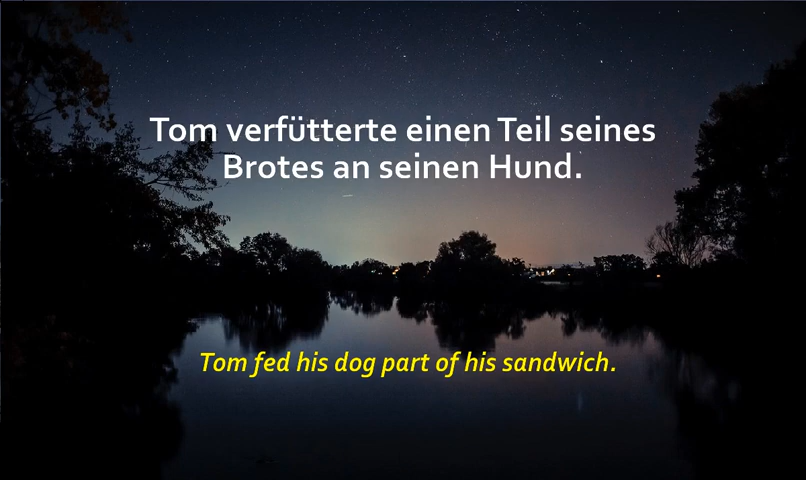 Tom verfütterte einen Teil seines
Brotes an seinen Hund.
Tom fed his dog part of his sandwich.